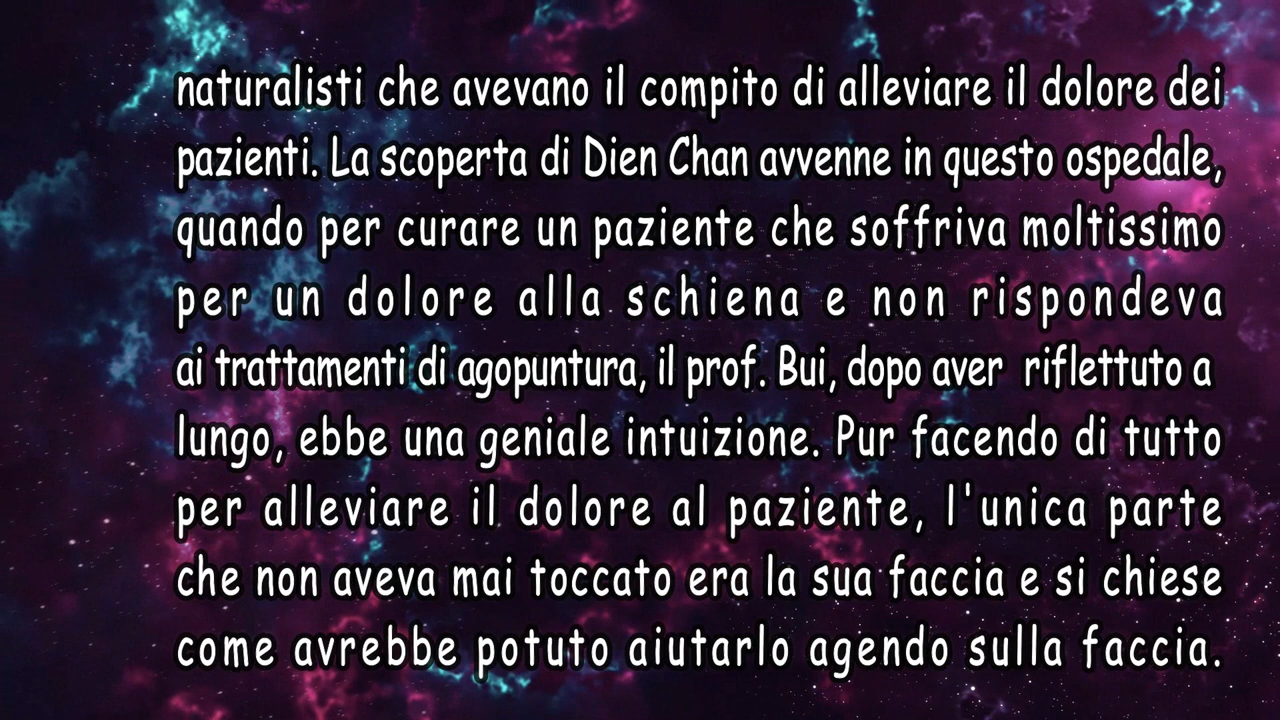 naturalisti che avevano il compito di alleviare il dolore dei
pazienti. La scoperta di Dien Chan avvenne in questo ospedale,
quando per curare un paziente che soffriva moltissimo
per un dolore alla schiena e non rispondeva
ai trattamenti di agopuntura, il prof. Bui, dopo aver riflettuto a
lungo, ebbe una geniale intuizione. Pur facendo di tutto
per alleviare il dolore al paziente, l'unica parte
che non aveva mai toccato era la sua faccia e si chiese
come avrebbe potuto aiutarlo agendo sulla faccia.